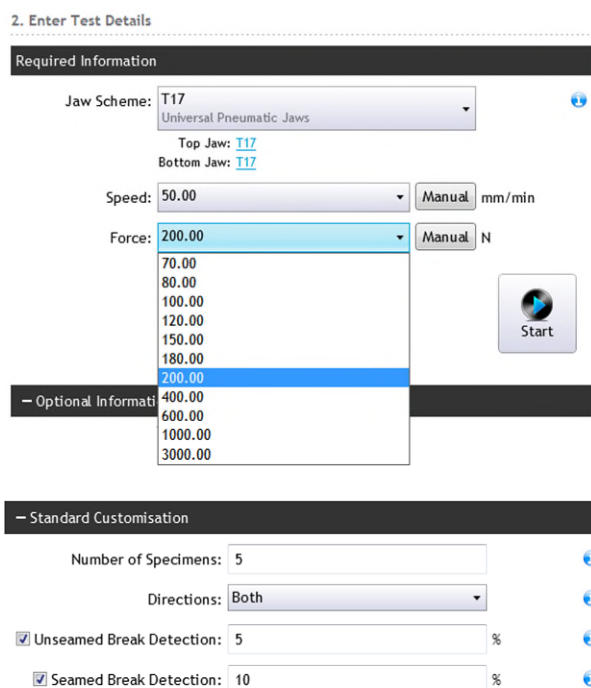 2. Enter Test Details
Required Information
Jaw Scheme: T17
Universal Pneumatic Jaws
Top Jaw: T17
Bottom Jaw: T17
Speed: 50.00 Manual mm/min
Force: 200.00 Manual N
70.00
80.00
100.00
120.00
150.00
180.00
200.00
400.00
600.00
1000.00
3000.00
Start
– Optional Informati
– Standard Customisation
Number of Specimens: 5
Directions: Both
Unseamed Break Detection: 5 %
Seamed Break Detection: 10 %